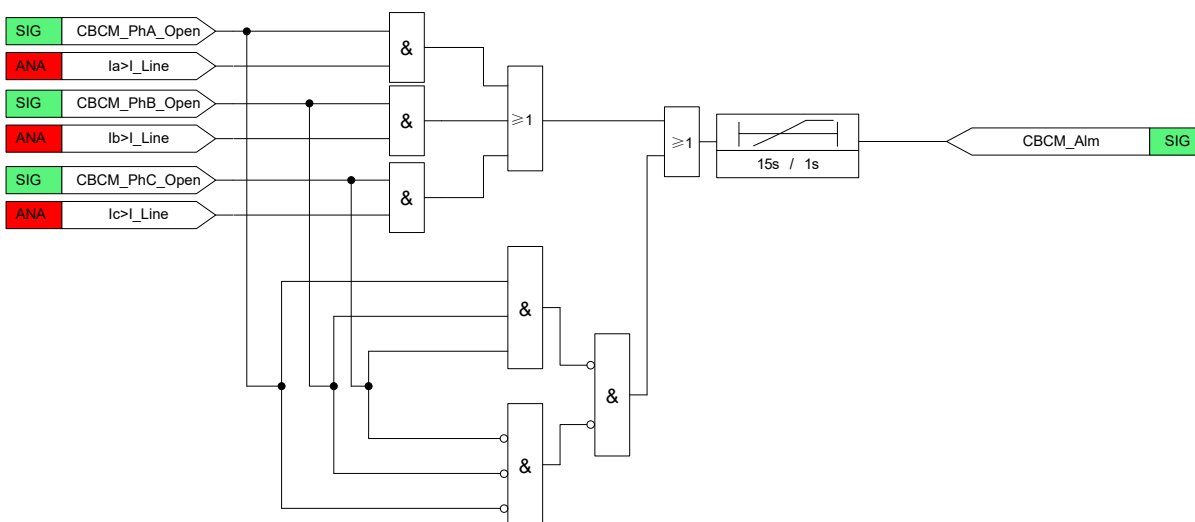 SIG CBCM_PhA_Open
&
ANA Ia>I_Line
SIG CBCM_PhB_Open
&
≥1
ANA Ib>I_Line
≥1
15s / 1s
CBCM_Alm SIG
SIG CBCM_PhC_Open
&
ANA Ic>I_Line
&
&
&